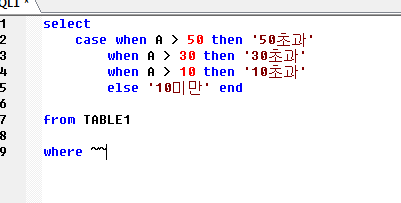 QL1 *
1 select
2 case when A > 50 then '50초과'
3 when A > 30 then '30초과'
4 when A > 10 then '10초과'
5 else '10미만' end
6
7 from TABLE1
8
9 where ~~